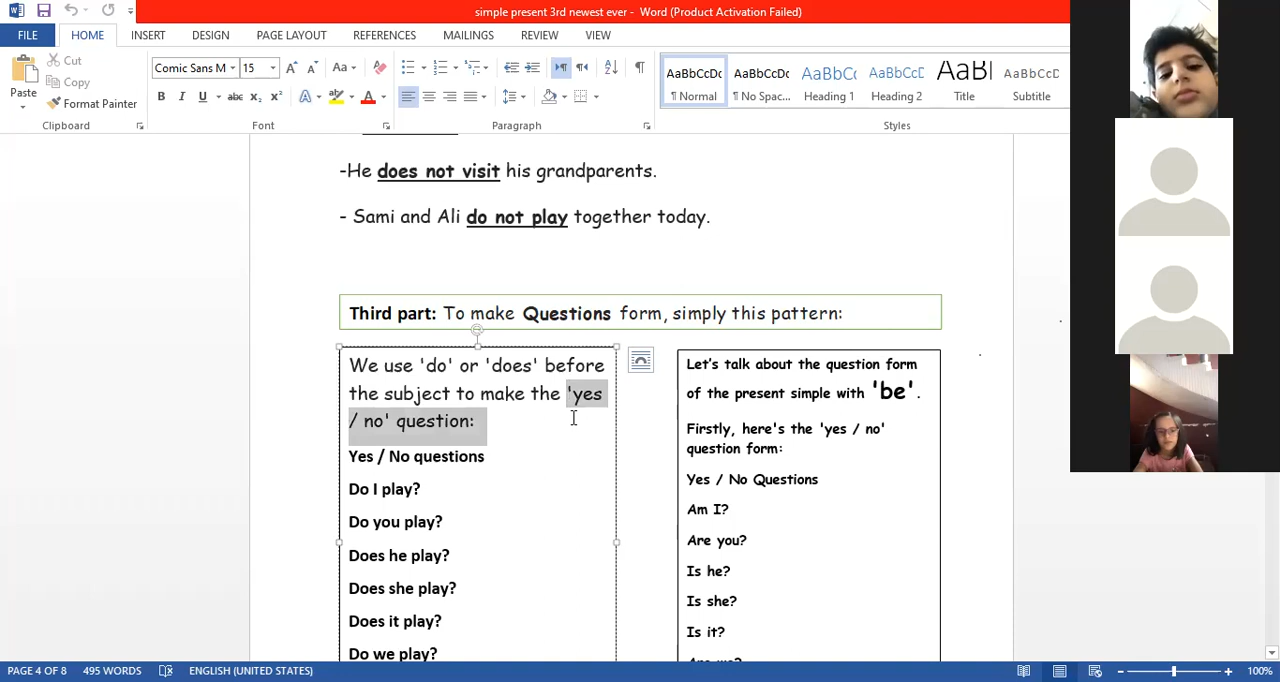 simple present 3rd newest ever - Word (Product Activation Failed)
FILE HOME INSERT DESIGN PAGE LAYOUT REFERENCES MAILINGS REVIEW VIEW
Cut
Copy
Format Painter
Paste
Comic Sans M 15
AaBbCcDc AaBbCcDc AaBbCc AaBbCcC AaBl AaBbCcD
¶ Normal ¶ No Spac... Heading 1 Heading 2 Title Subtitle
Clipboard Font Paragraph Styles
-He does not visit his grandparents.
- Sami and Ali do not play together today.
Third part: To make Questions form, simply this pattern:
We use 'do' or 'does' before
the subject to make the 'yes
/ no' question:
Yes / No questions
Do I play?
Do you play?
Does he play?
Does she play?
Does it play?
Do we play?
Let's talk about the question form
of the present simple with 'be'.
Firstly, here's the 'yes / no'
question form:
Yes / No Questions
Am I?
Are you?
Is he?
Is she?
Is it?
Are we?
PAGE 4 OF 8 495 WORDS ENGLISH (UNITED STATES) 100%